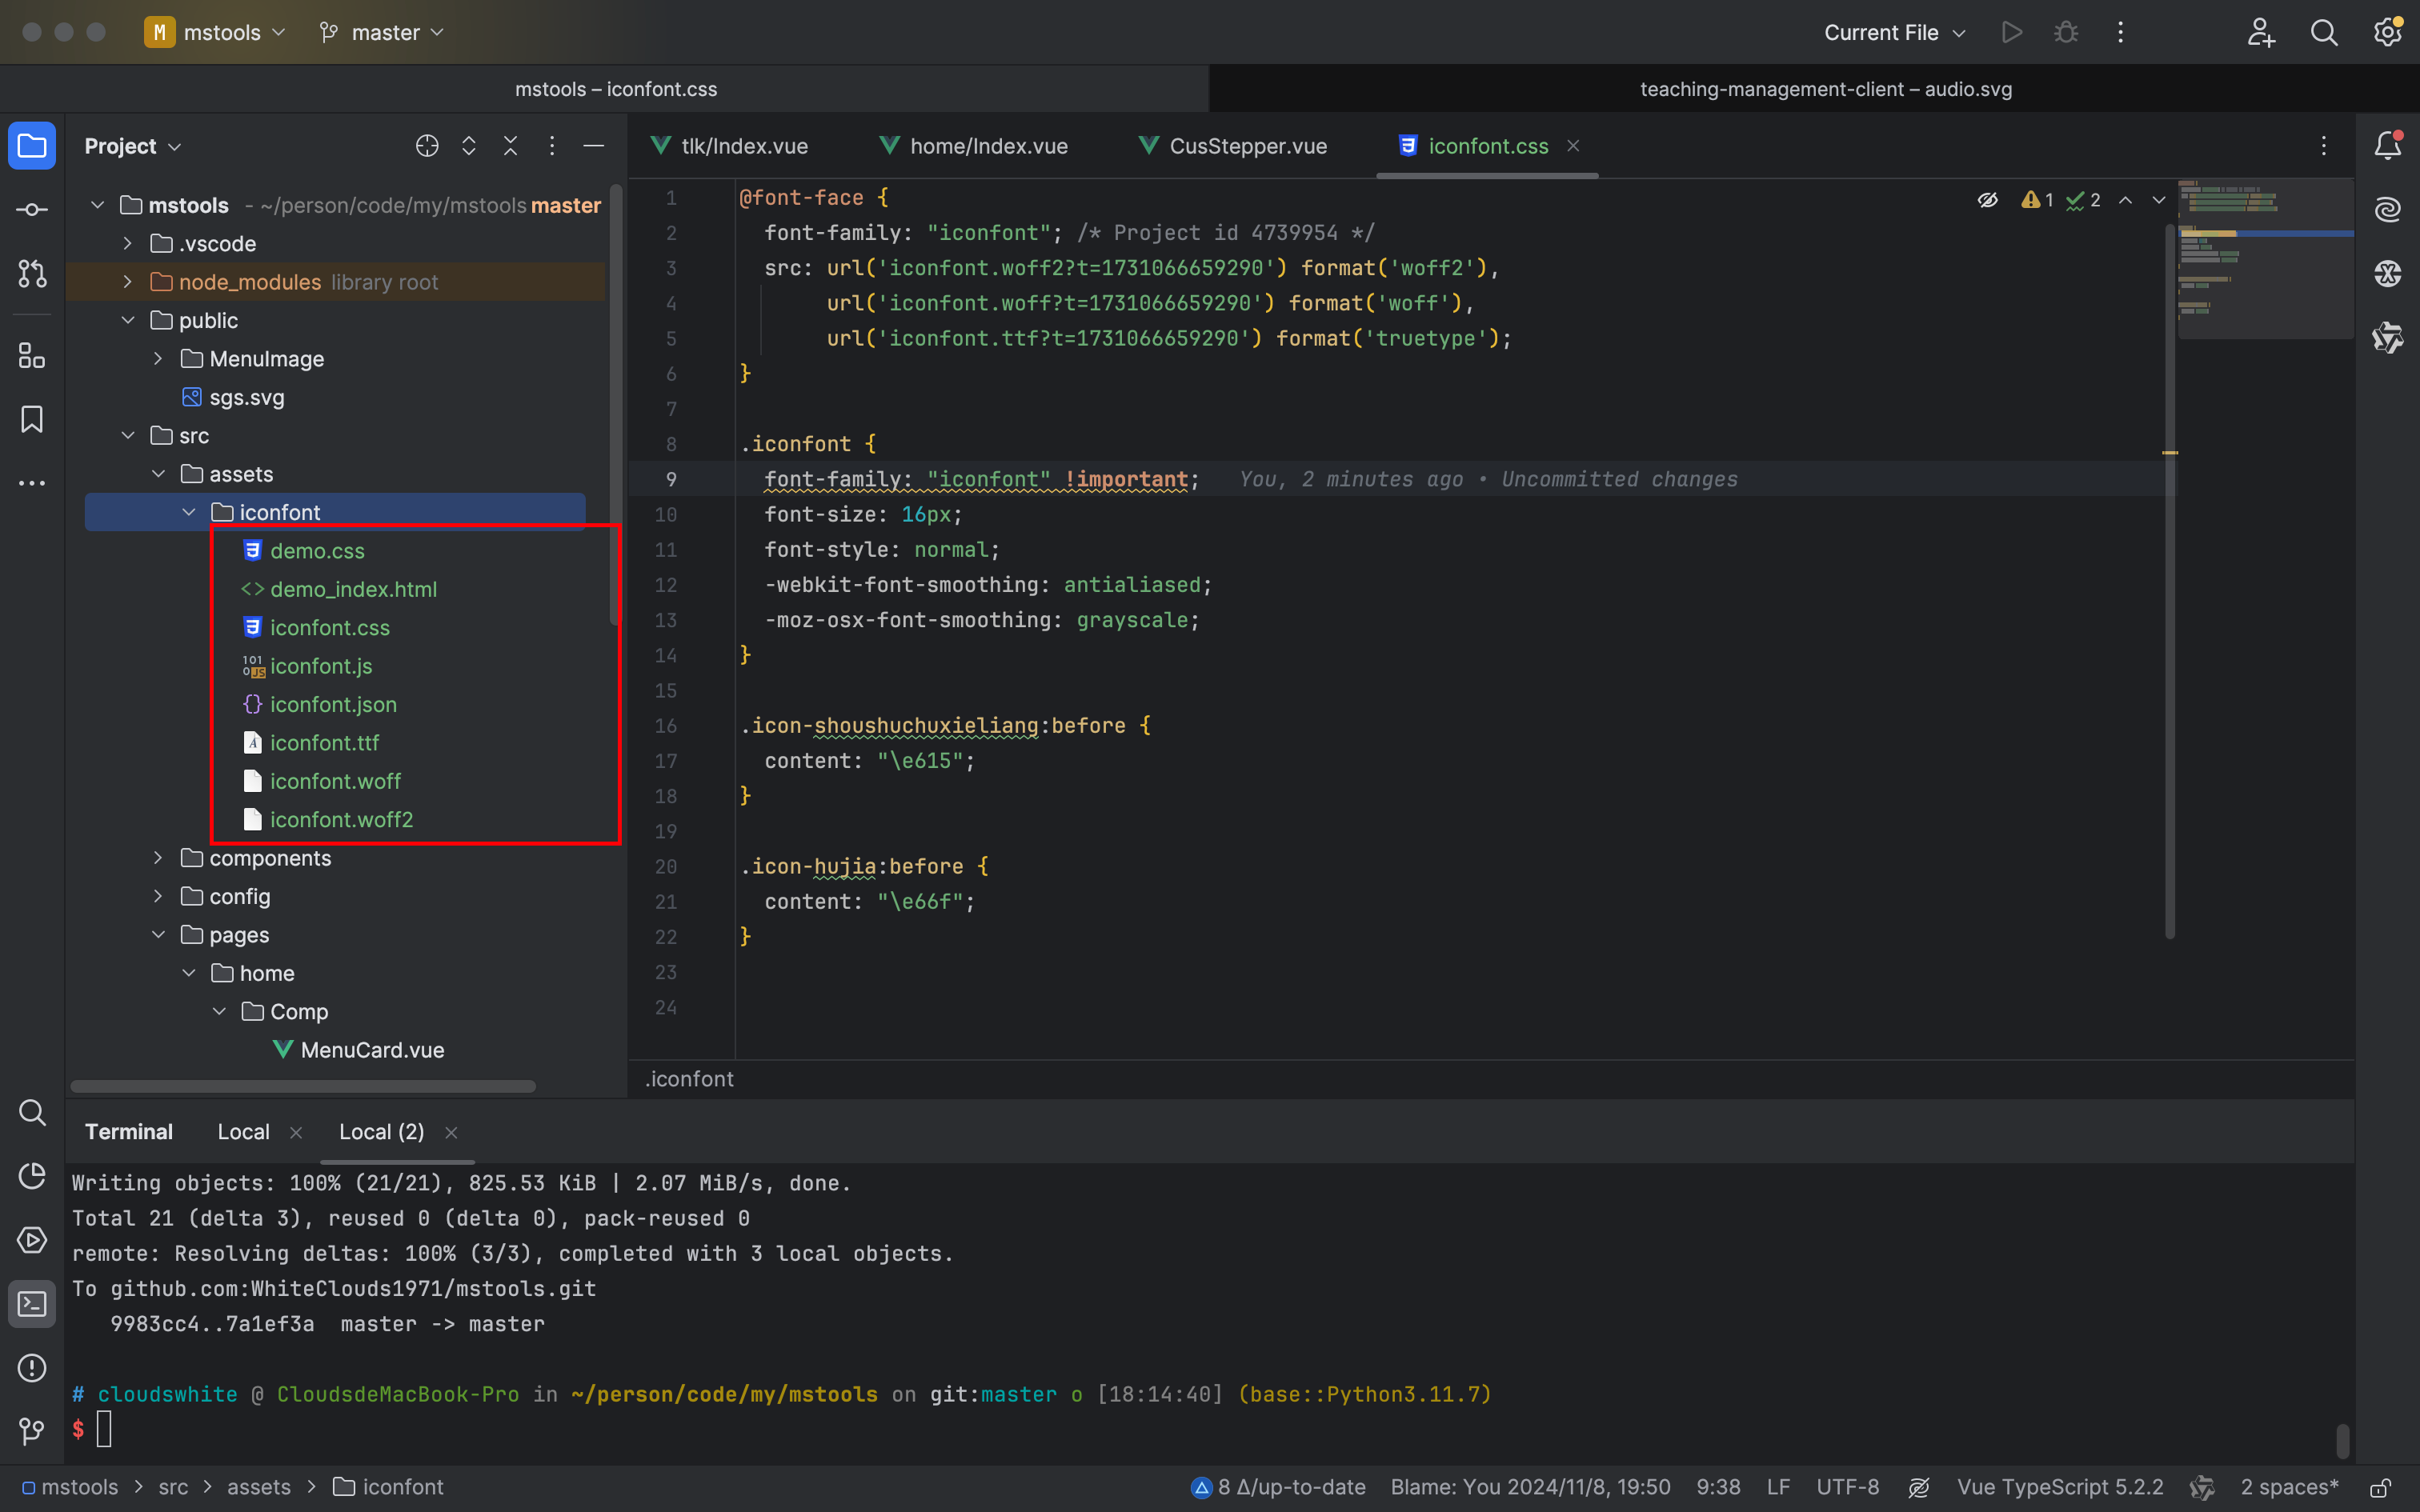 M mstools master Current File
mstools – iconfont.css
teaching-management-client – audio.svg
Project
mstools - ~/person/code/my/mstools master
.vscode
node_modules library root
public
MenuImage
sgs.svg
src
assets
iconfont
demo.css
demo_index.html
iconfont.css
iconfont.js
iconfont.json
iconfont.ttf
iconfont.woff
iconfont.woff2
components
config
pages
home
Comp
MenuCard.vue
tlk/Index.vue home/Index.vue CusStepper.vue iconfont.css
1 2
1 @font-face {
2 font-family: "iconfont"; /* Project id 4739954 */
3 src: url('iconfont.woff2?t=1731066659290') format('woff2'),
4 url('iconfont.woff?t=1731066659290') format('woff'),
5 url('iconfont.ttf?t=1731066659290') format('truetype');
6 }
7
8 .iconfont {
9 font-family: "iconfont" !important; You, 2 minutes ago • Uncommitted changes
10 font-size: 16px;
11 font-style: normal;
12 -webkit-font-smoothing: antialiased;
13 -moz-osx-font-smoothing: grayscale;
14 }
15
16 .icon-shoushuchuxieliang:before {
17 content: "\e615";
18 }
19
20 .icon-hujia:before {
21 content: "\e66f";
22 }
23
24
.iconfont
Terminal Local Local (2)
Writing objects: 100% (21/21), 825.53 KiB | 2.07 MiB/s, done.
Total 21 (delta 3), reused 0 (delta 0), pack-reused 0
remote: Resolving deltas: 100% (3/3), completed with 3 local objects.
To github.com:WhiteClouds1971/mstools.git
9983cc4..7a1ef3a master -> master
# cloudswhite @ CloudsdeMacBook-Pro in ~/person/code/my/mstools on git:master o [18:14:40] (base::Python3.11.7)
$
mstools > src > assets > iconfont
8 Δ/up-to-date Blame: You 2024/11/8, 19:50 9:38 LF UTF-8 Vue TypeScript 5.2.2 2 spaces*